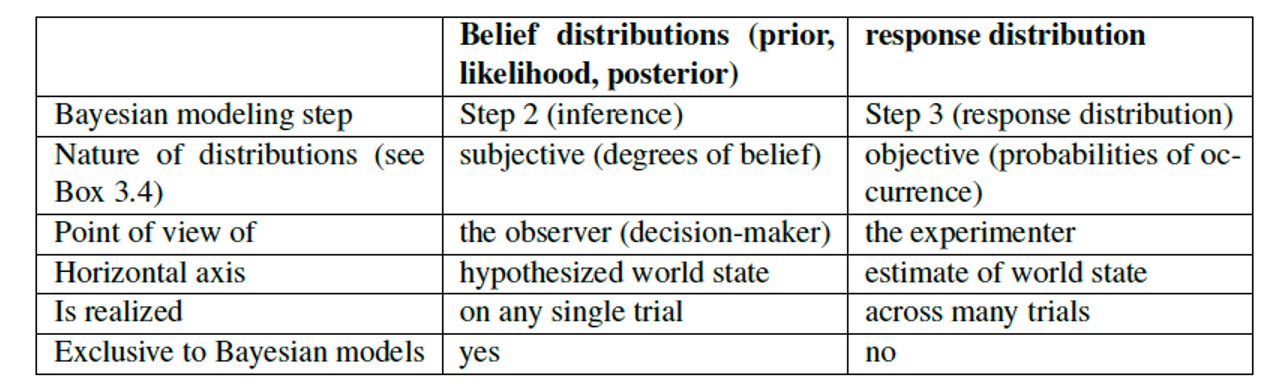 Belief distributions (prior, likelihood, posterior) response distribution
Bayesian modeling step Step 2 (inference) Step 3 (response distribution)
Nature of distributions (see Box 3.4) subjective (degrees of belief) objective (probabilities of oc-currence)
Point of view of the observer (decision-maker) the experimenter
Horizontal axis hypothesized world state estimate of world state
Is realized on any single trial across many trials
Exclusive to Bayesian models yes no